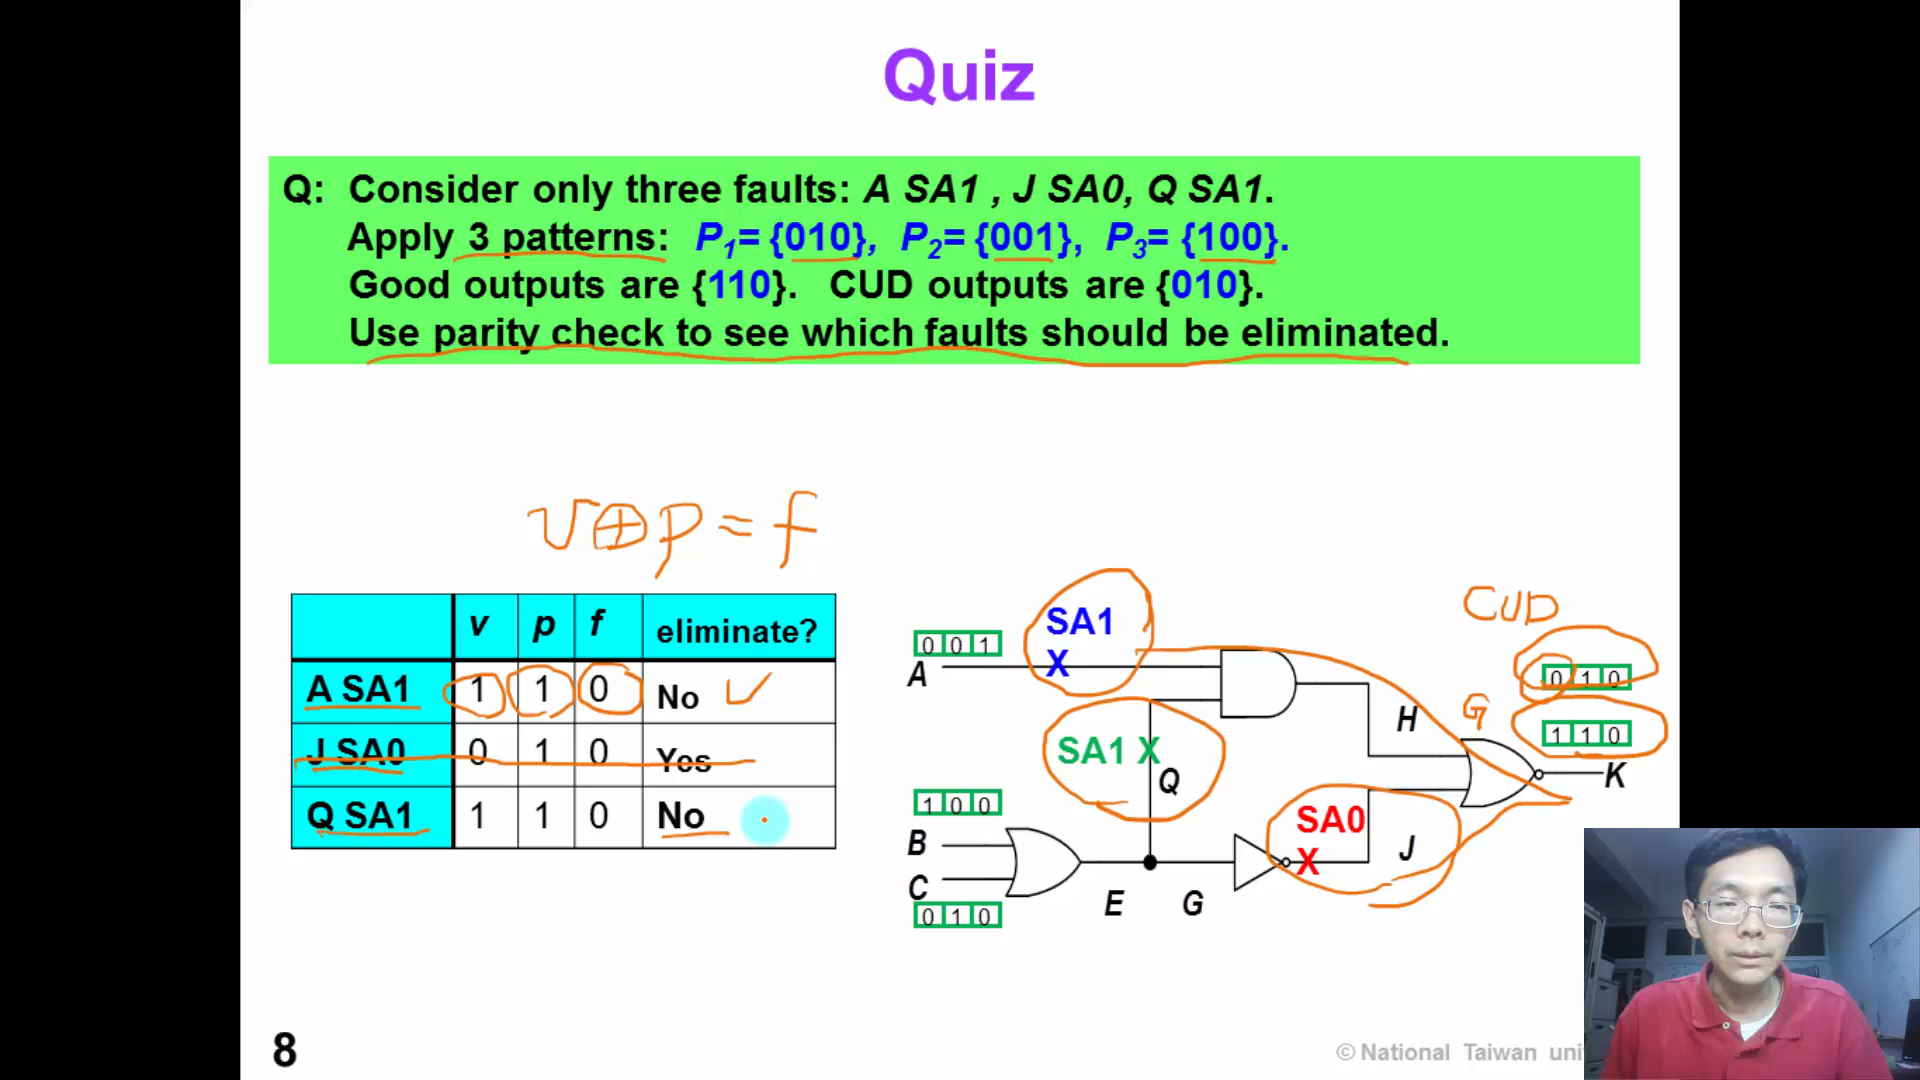 Quiz
Q: Consider only three faults: A SA1 , J SA0, Q SA1.
Apply 3 patterns: P1= {010}, P2= {001}, P3= {100}.
Good outputs are {110}. CUD outputs are {010}.
Use parity check to see which faults should be eliminated.
v⊕p = f
v p f eliminate?
A SA1 1 1 0 No ✓
J SA0 0 1 0 Yes
Q SA1 1 1 0 No
CUD
SA1
0 0 1
X
A
0 1 0
G
H
1 1 0
SA1 X
Q
K
1 0 0
SA0
B
J
X
C
E
G
0 1 0
8
© National Taiwan